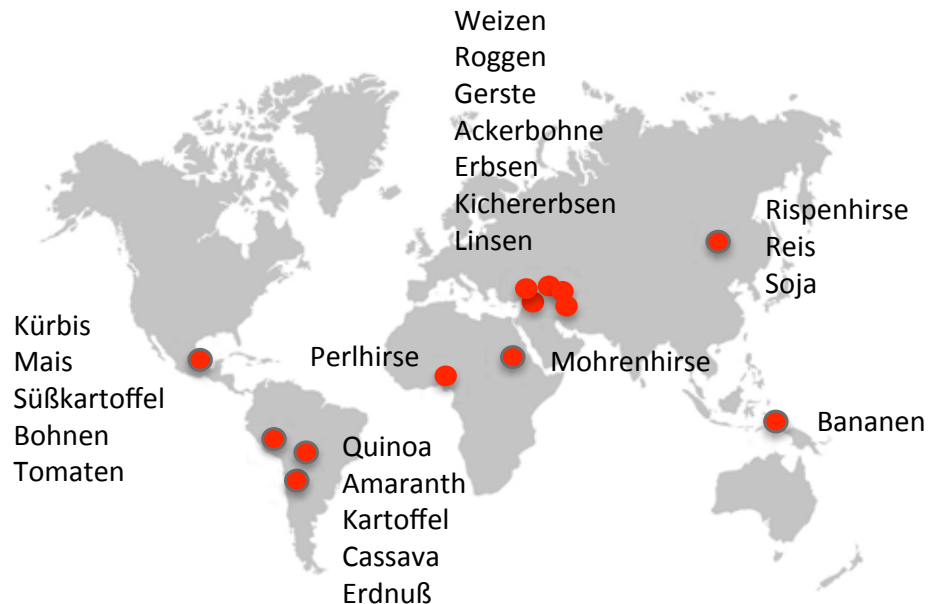 Weizen
Roggen
Gerste
Ackerbohne
Erbsen
Kichererbsen
Linsen
Rispenhirse
Reis
Soja
Kürbis
Mais
Süßkartoffel
Bohnen
Tomaten
Perlhirse
Mohrenhirse
Bananen
Quinoa
Amaranth
Kartoffel
Cassava
Erdnuß